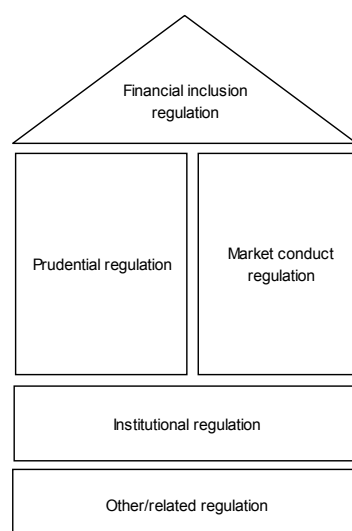 Financial inclusion
regulation
Prudential regulation
Market conduct
regulation
Institutional regulation
Other/related regulation